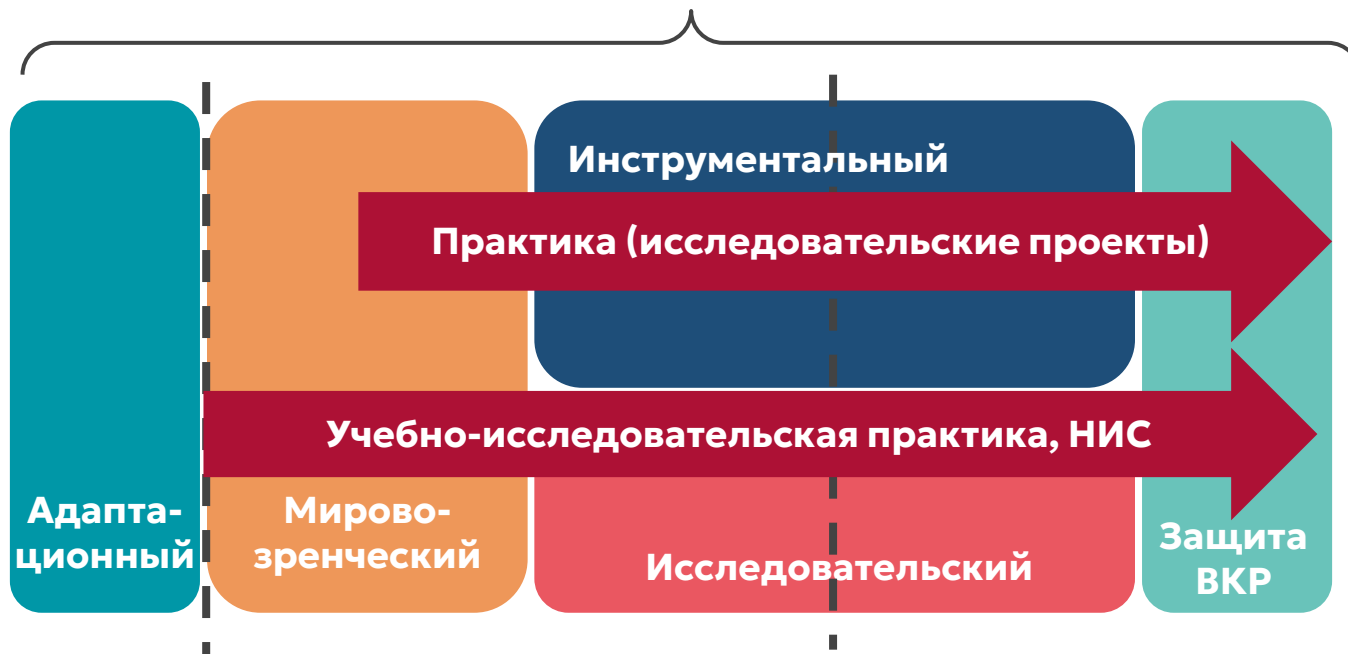 Инструментальный
Практика (исследовательские проекты)
Учебно-исследовательская практика, НИС
Адапта-
ционный
Мирово-
зренческий
Исследовательский
Защита
ВКР